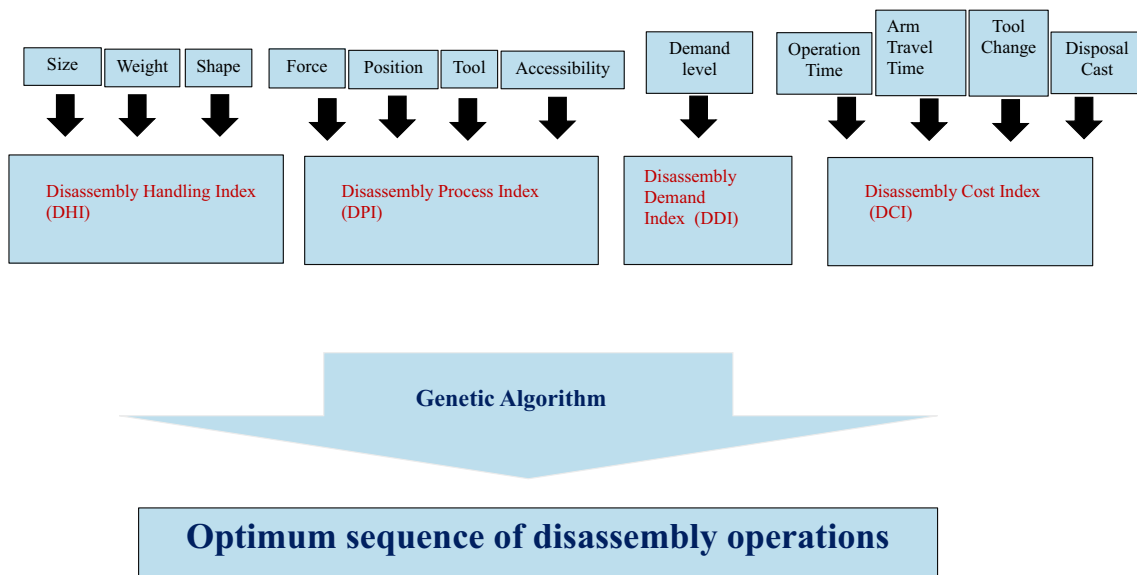 Size
Weight
Shape
Force
Position
Tool
Accessibility
Demand
level
Operation
Time
Arm
Travel
Time
Tool
Change
Disposal
Cast
Disassembly Handling Index
(DHI)
Disassembly Process Index
(DPI)
Disassembly
Demand
Index (DDI)
Disassembly Cost Index
(DCI)
Genetic Algorithm
Optimum sequence of disassembly operations